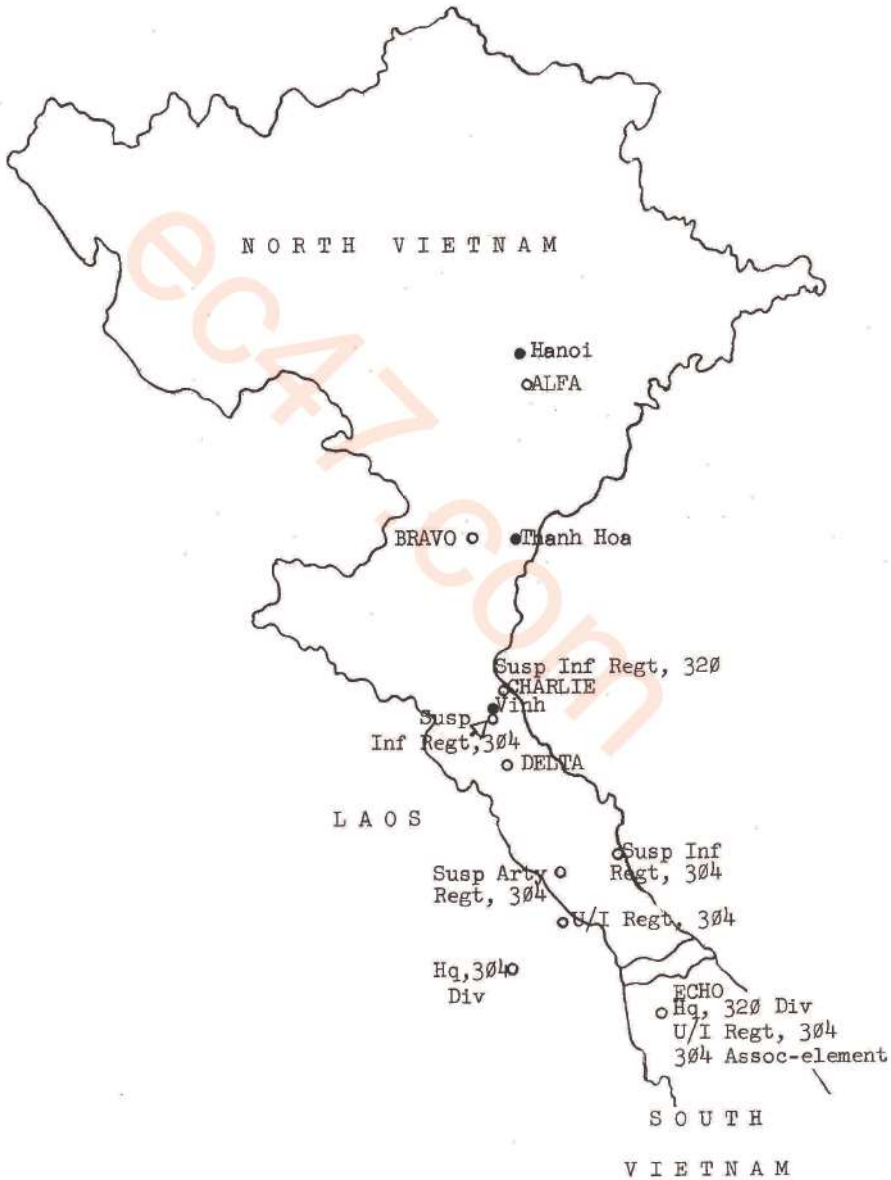 NORTH VIETNAM
Hanoi
ALFA
BRAVO
Thanh Hoa
Susp Inf Regt, 320
CHARLIE
Vinh
Susp
Inf Regt,304
DELTA
LAOS
Susp Inf
Regt, 304
Susp Arty
Regt, 304
U/I Regt, 304
Hq,304
Div
ECHO
Hq, 320 Div
U/I Regt, 304
304 Assoc-element
SOUTH
VIETNAM
ec47.com